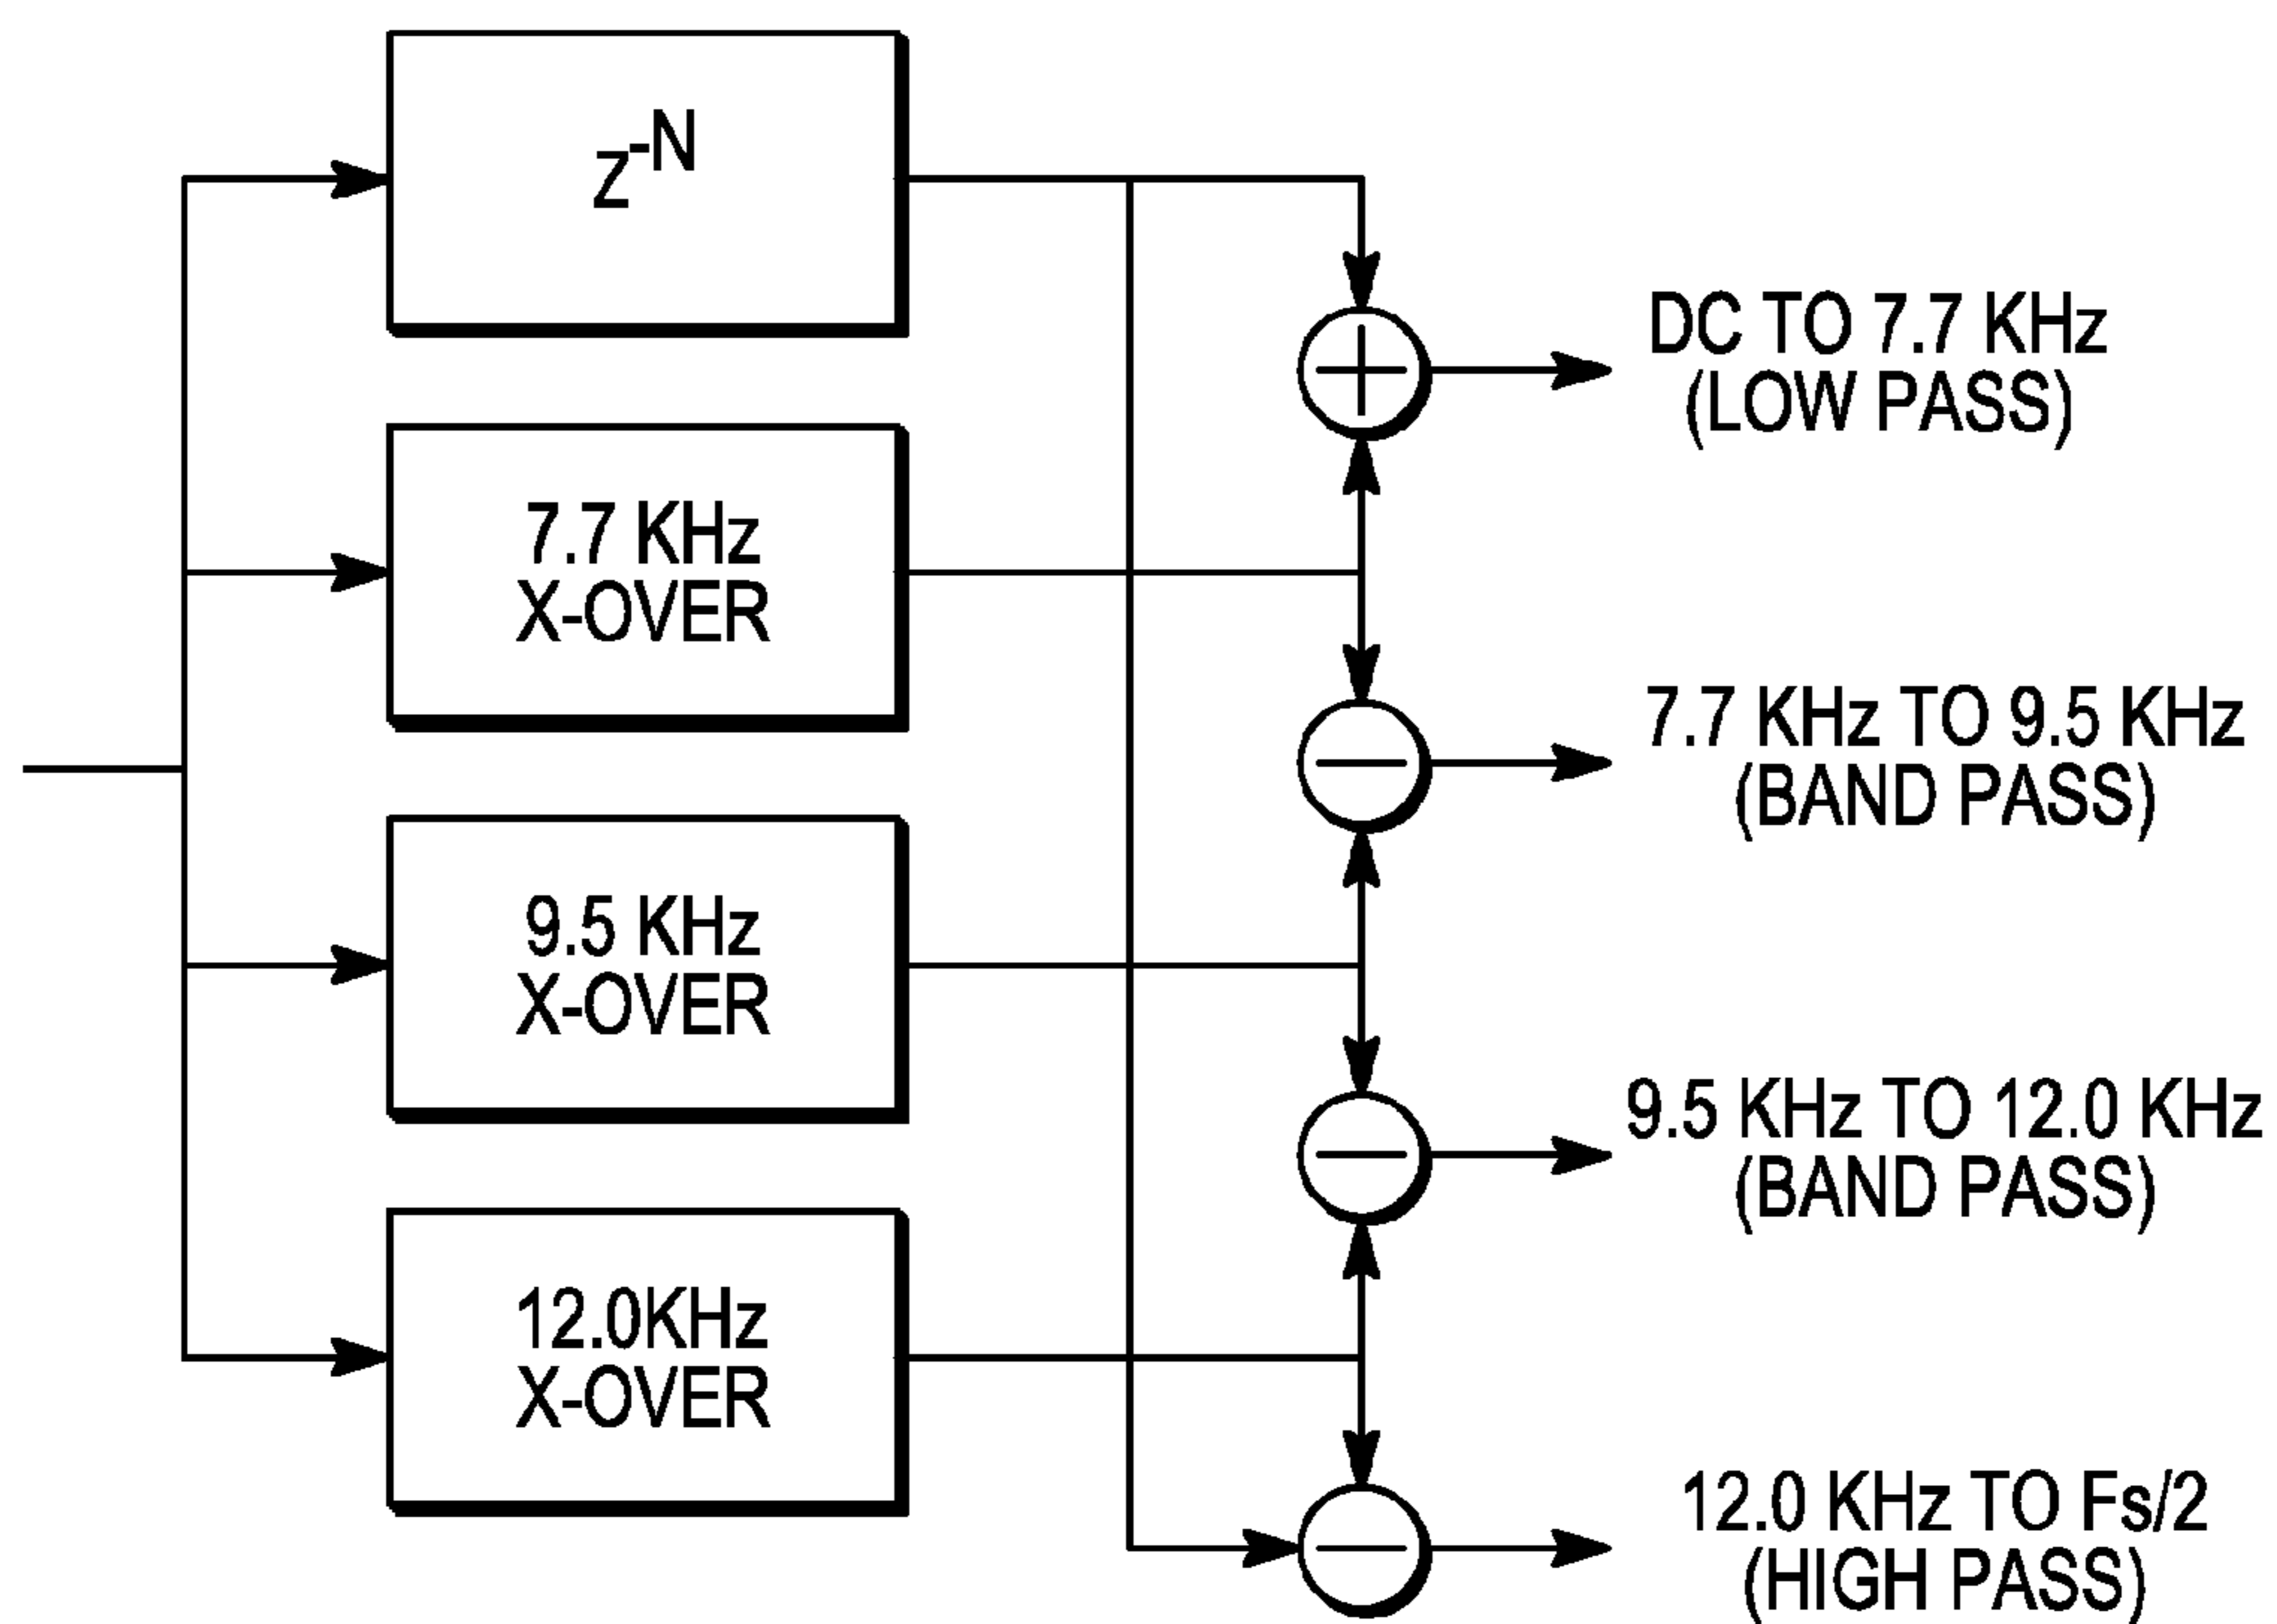 Z-N
DC TO 7.7 KHz
(LOW PASS)
7.7 KHz
X-OVER
7.7 KHz TO 9.5 KHz
(BAND PASS)
9.5 KHz
X-OVER
9.5 KHz TO 12.0 KHz
(BAND PASS)
12.0KHz
X-OVER
12.0 KHz TO Fs/2
(HIGH PASS)